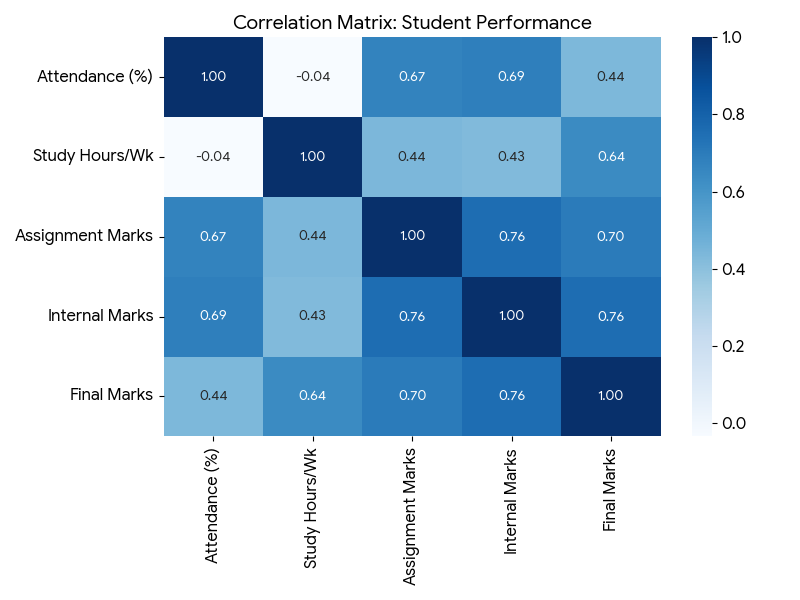 Correlation Matrix: Student Performance
Attendance (%) 1.00 -0.04 0.67 0.69 0.44
Study Hours/Wk -0.04 1.00 0.44 0.43 0.64
Assignment Marks 0.67 0.44 1.00 0.76 0.70
Internal Marks 0.69 0.43 0.76 1.00 0.76
Final Marks 0.44 0.64 0.70 0.76 1.00
Attendance (%)
Study Hours/Wk
Assignment Marks
Internal Marks
Final Marks
1.0
0.8
0.6
0.4
0.2
0.0